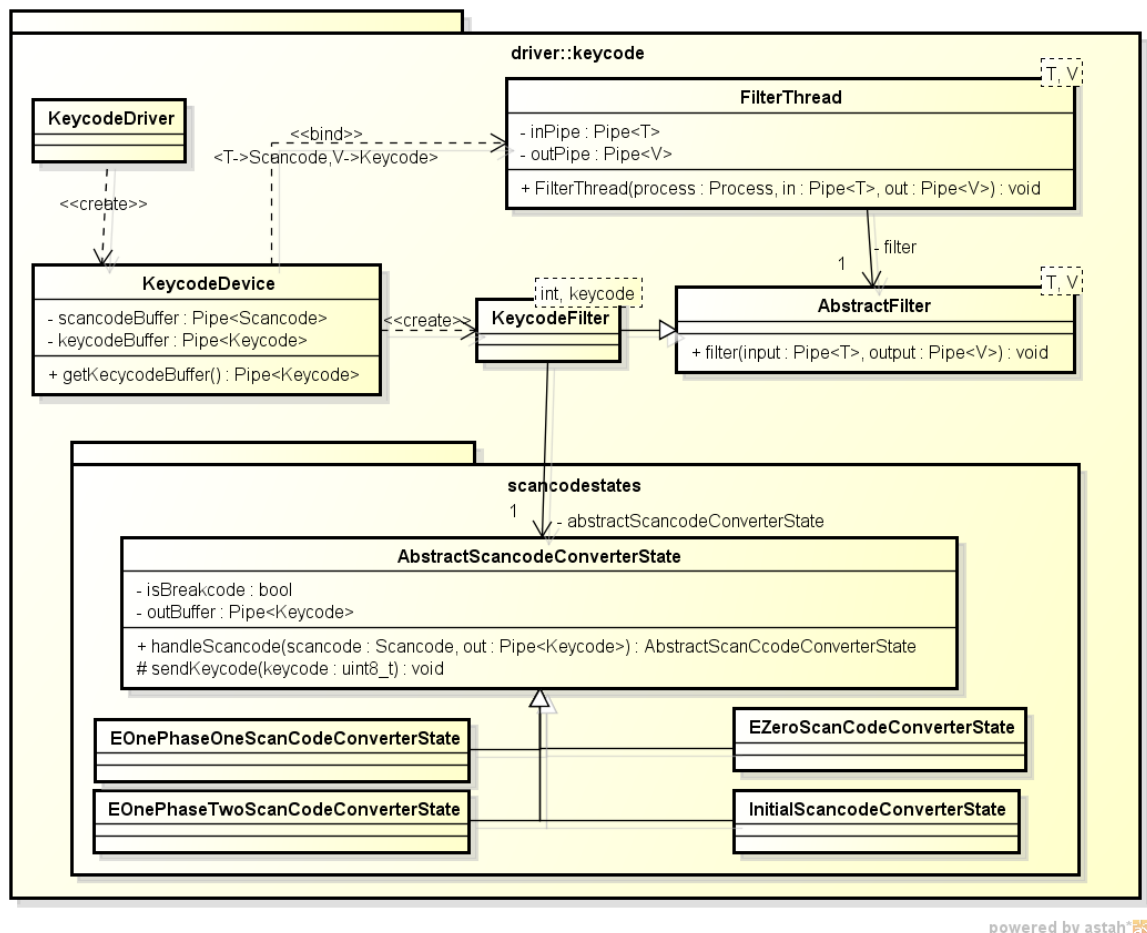 driver::keycode
T, V
FilterThread
- inPipe : Pipe<T>
- outPipe : Pipe<V>
+ FilterThread(process : Process, in : Pipe<T>, out : Pipe<V>) : void
KeycodeDriver
<<bind>>
<T->Scancode,V->Keycode>
<<create>>
- filter
1
KeycodeDevice
- scancodeBuffer : Pipe<Scancode>
- keycodeBuffer : Pipe<Keycode>
+ getKecycodeBuffer() : Pipe<Keycode>
<<create>>
int, keycode
KeycodeFilter
T, V
AbstractFilter
+ filter(input : Pipe<T>, output : Pipe<V>) : void
scancodestates
1
- abstractScancodeConverterState
AbstractScancodeConverterState
- isBreakcode : bool
- outBuffer : Pipe<Keycode>
+ handleScancode(scancode : Scancode, out : Pipe<Keycode>) : AbstractScanCcodeConverterState
# sendKeycode(keycode : uint8_t) : void
EOnePhaseOneScanCodeConverterState
EZeroScanCodeConverterState
EOnePhaseTwoScanCodeConverterState
InitialScancodeConverterState
powered by astah*